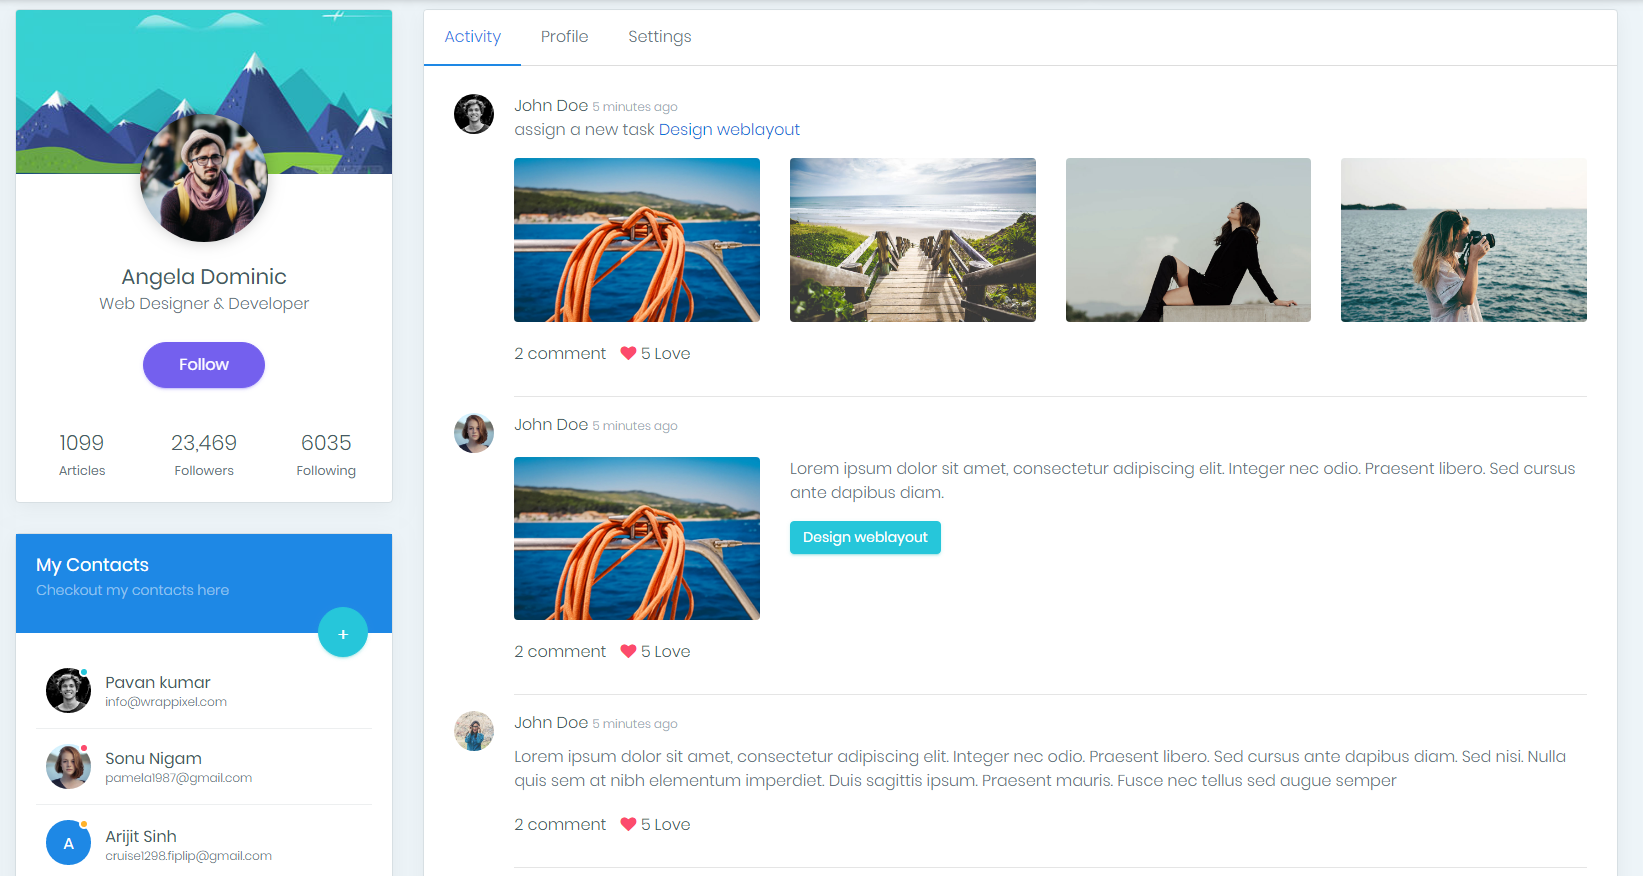 Angela Dominic
Web Designer & Developer
Follow
1099
Articles
23,469
Followers
6035
Following
My Contacts
Checkout my contacts here
+
Pavan kumar
info@wrappixel.com
Sonu Nigam
pamela1987@gmail.com
A
Arijit Sinh
cruise1298.fiplip@gmail.com
Activity Profile Settings
John Doe 5 minutes ago
assign a new task Design weblayout
2 comment 5 Love
John Doe 5 minutes ago
Lorem ipsum dolor sit amet, consectetur adipiscing elit. Integer nec odio. Praesent libero. Sed cursus
ante dapibus diam.
Design weblayout
2 comment 5 Love
John Doe 5 minutes ago
Lorem ipsum dolor sit amet, consectetur adipiscing elit. Integer nec odio. Praesent libero. Sed cursus ante dapibus diam. Sed nisi. Nulla
quis sem at nibh elementum imperdiet. Duis sagittis ipsum. Praesent mauris. Fusce nec tellus sed augue semper
2 comment 5 Love